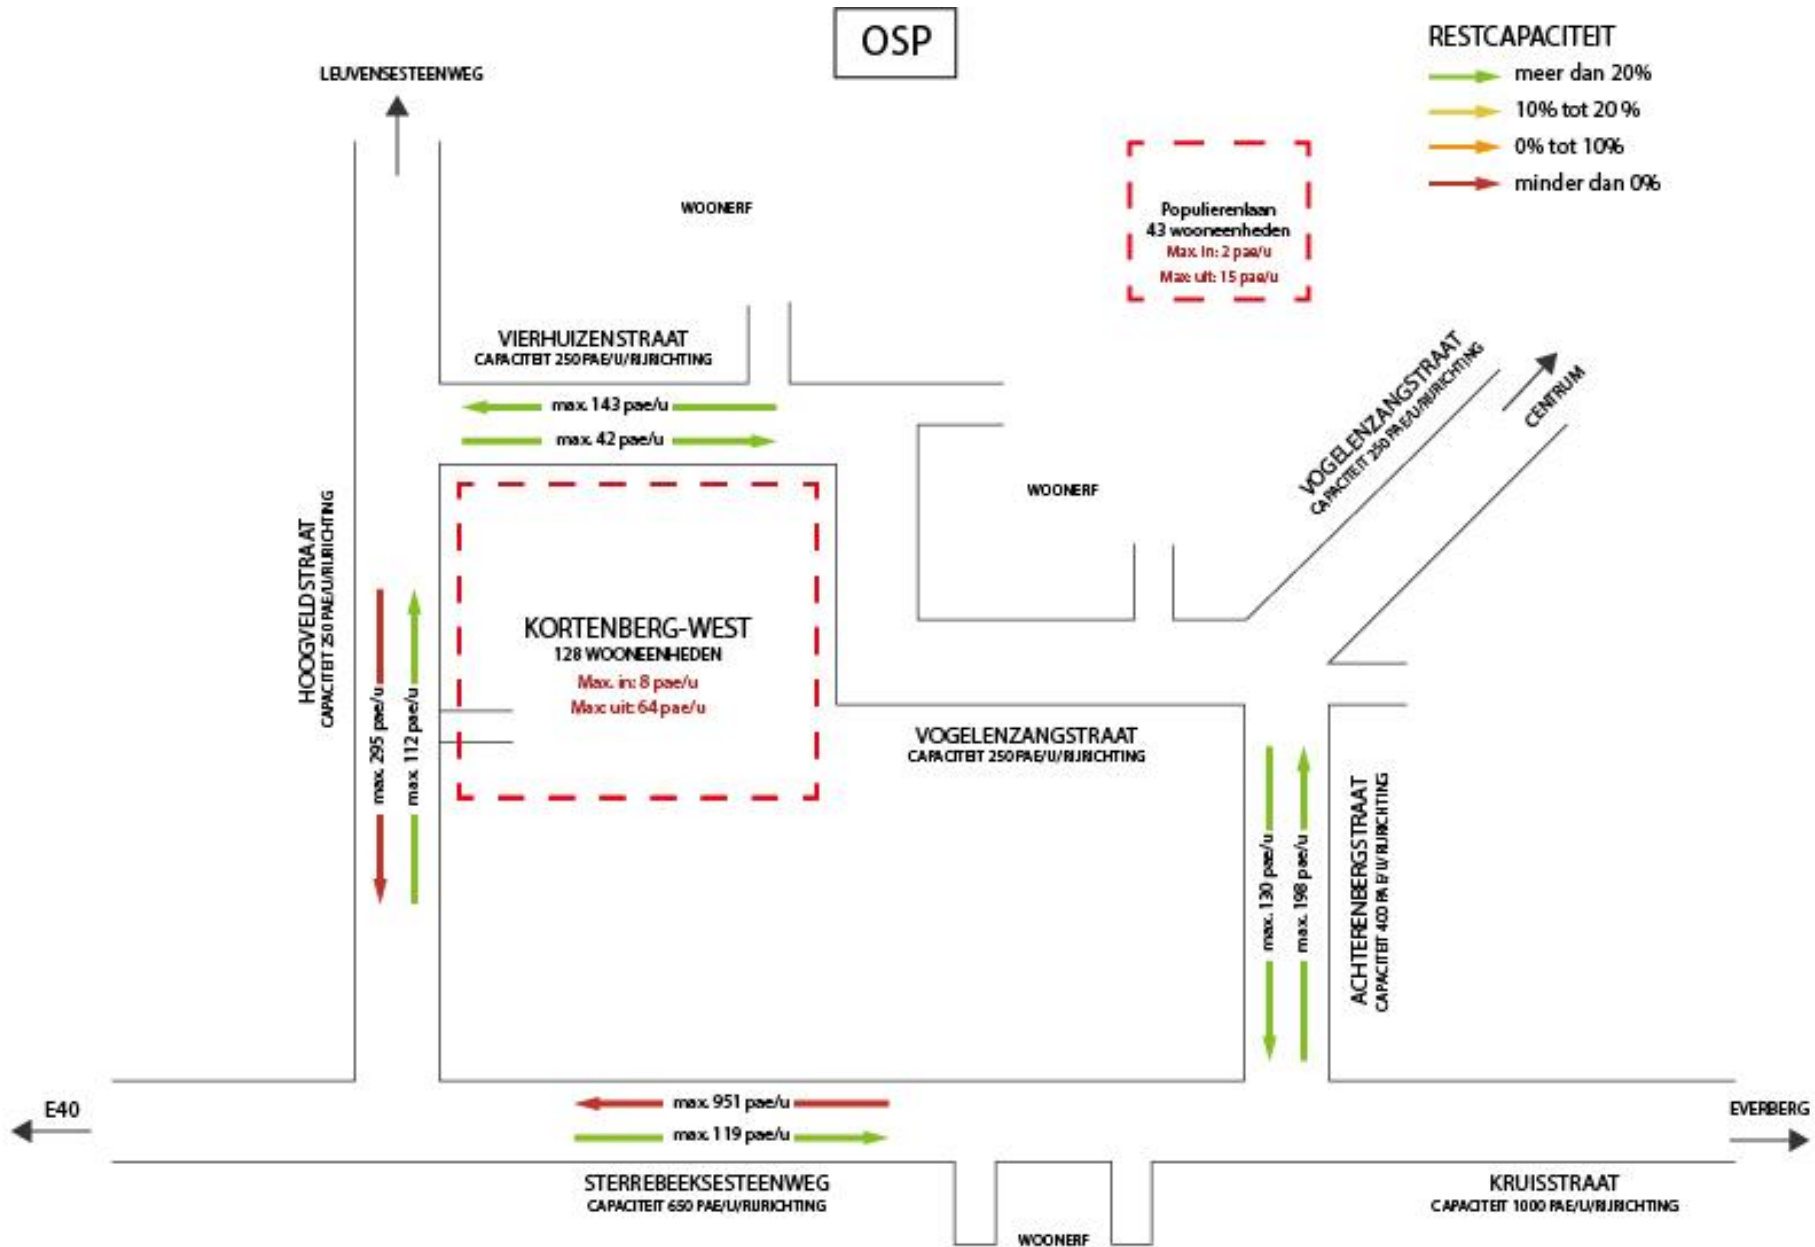 OSP
RESTCAPACITEIT
meer dan 20%
10% tot 20 %
0% tot 10%
minder dan 0%
LEUVENSESTEENWEG
WOONERF
Populierenlaan
43 wooneenheden
Max. in: 2 pae/u
Max: uit: 15 pae/u
VIERHUIZENSTRAAT
CAPACITEIT 250 PAE/U/RIJRICHTING
max. 143 pae/u
max. 42 pae/u
VOGELENZANGSTRAAT
CAPACITEIT 250 PAE/U/RIJRICHTING
CENTRUM
WOONERF
HOOGVELDSTRAAT
CAPACITEIT 250 PAE/U/RIJRICHTING
max. 295 pae/u
max. 112 pae/u
KORTENBERG-WEST
128 WOONEENHEDEN
Max. in: 8 pae/u
Max: uit: 64 pae/u
VOGELENZANGSTRAAT
CAPACITEIT 250 PAE/U/RIJRICHTING
max. 130 pae/u
max. 198 pae/u
ACHTERENBERGSTRAAT
CAPACITEIT 400 PAE/U/RIJRICHTING
E40
max. 951 pae/u
max. 119 pae/u
EVERBERG
STERREBEEKSESTEENWEG
CAPACITEIT 650 PAE/U/RIJRICHTING
KRUISSTRAAT
CAPACITEIT 1000 PAE/U/RIJRICHTING
WOONERF